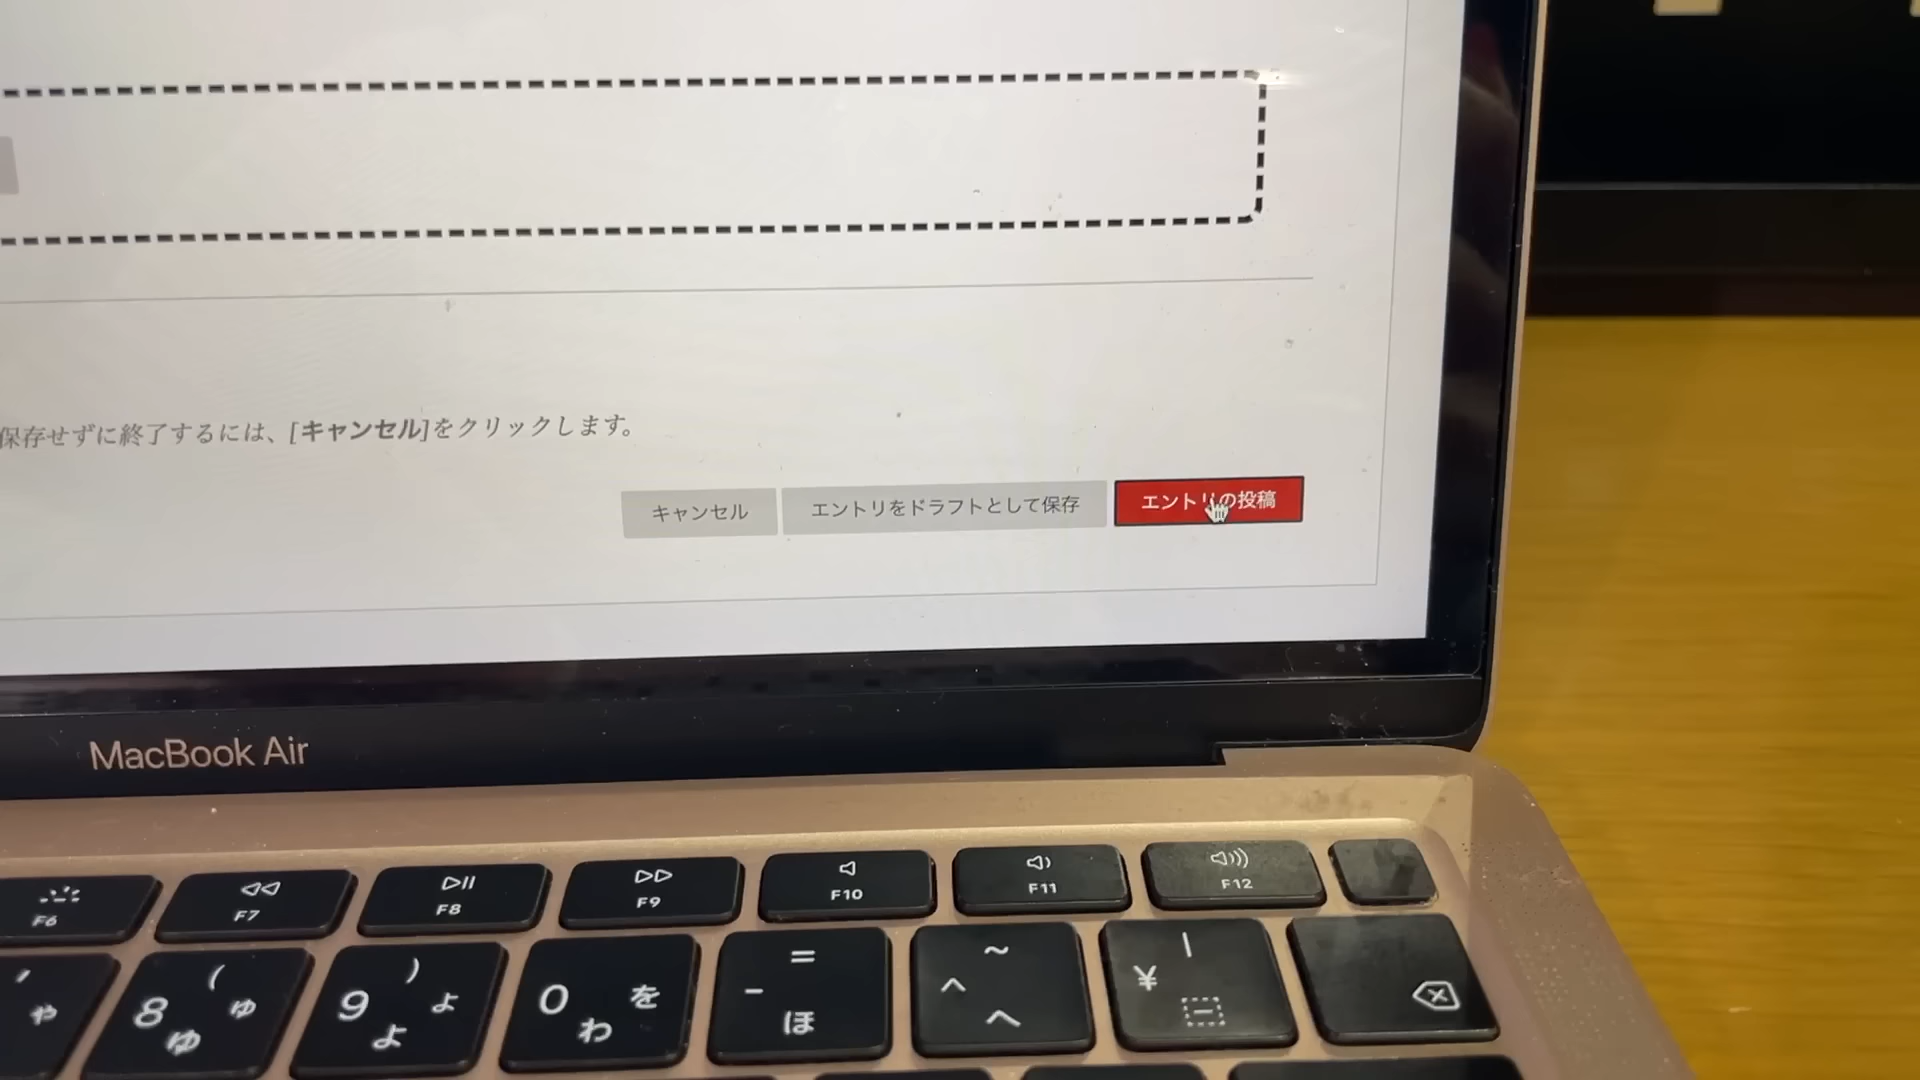 保存せずに終了するには、[キャンセル]をクリックします。
キャンセル エントリをドラフトとして保存 エントリの投稿
MacBook Air
F6 F7 F8 F9 F10 F11 F12
' ( ) = ~ |
や 8 ゅ 9 ょ 0 を - ^ ¥
ゆ よ わ ほ へ ー